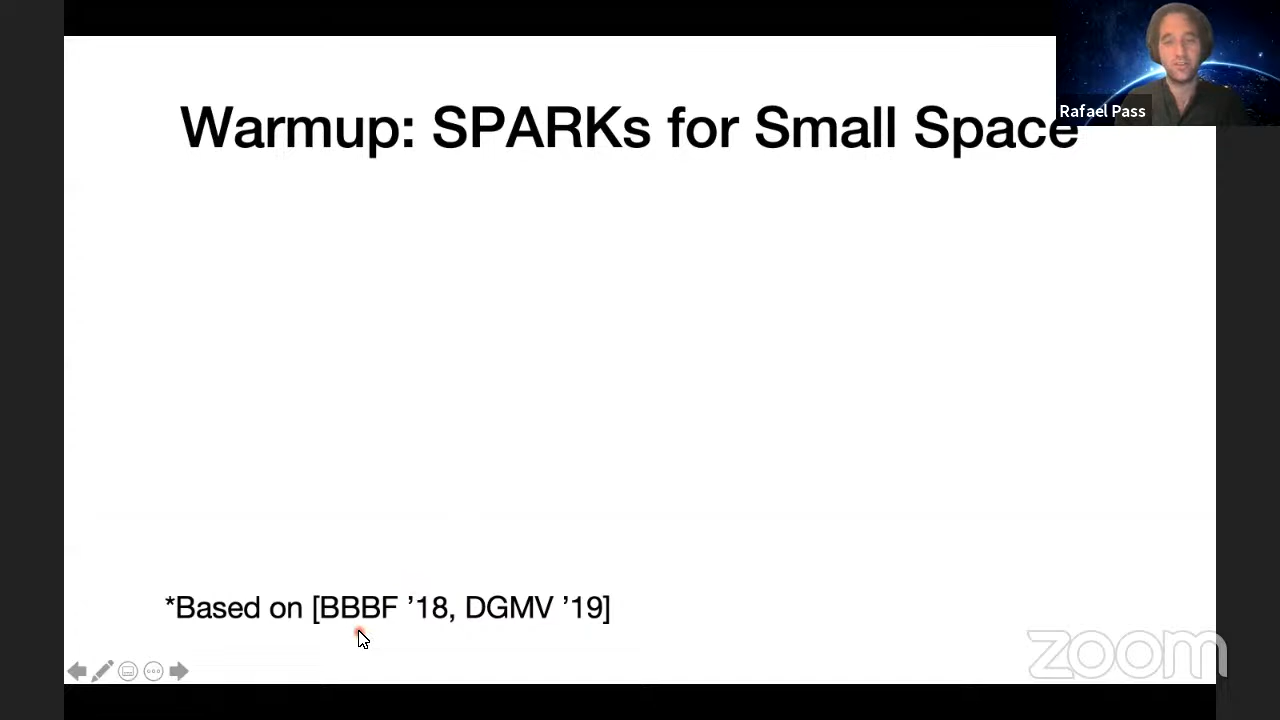 Warmup: SPARKs for Small Space
Rafael Pass
*Based on [BBBF ’18, DGMV ’19]
zoom